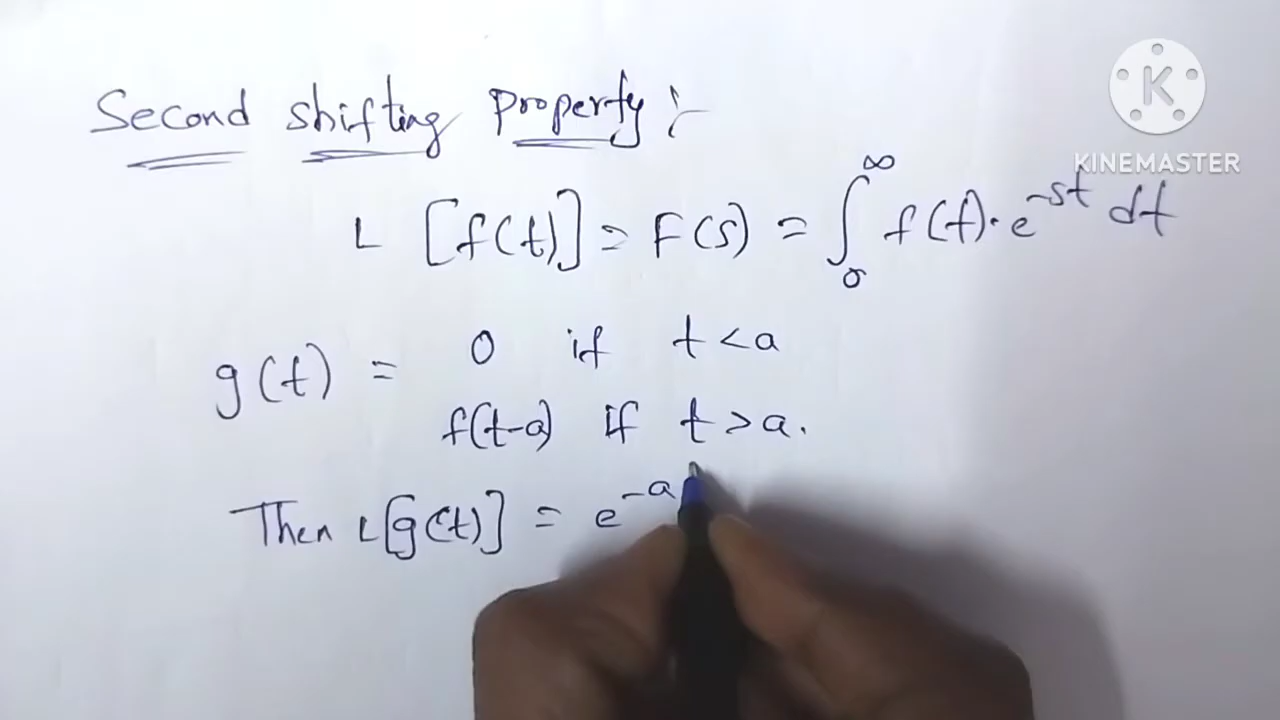 Second shifting property :-
K
KINEMASTER
L [f(t)] = F(s) = ∫₀^∞ f(t)·e^-st dt
g(t) = 0 if t < a
f(t-a) if t > a.
Then L[g(t)] = e^-a